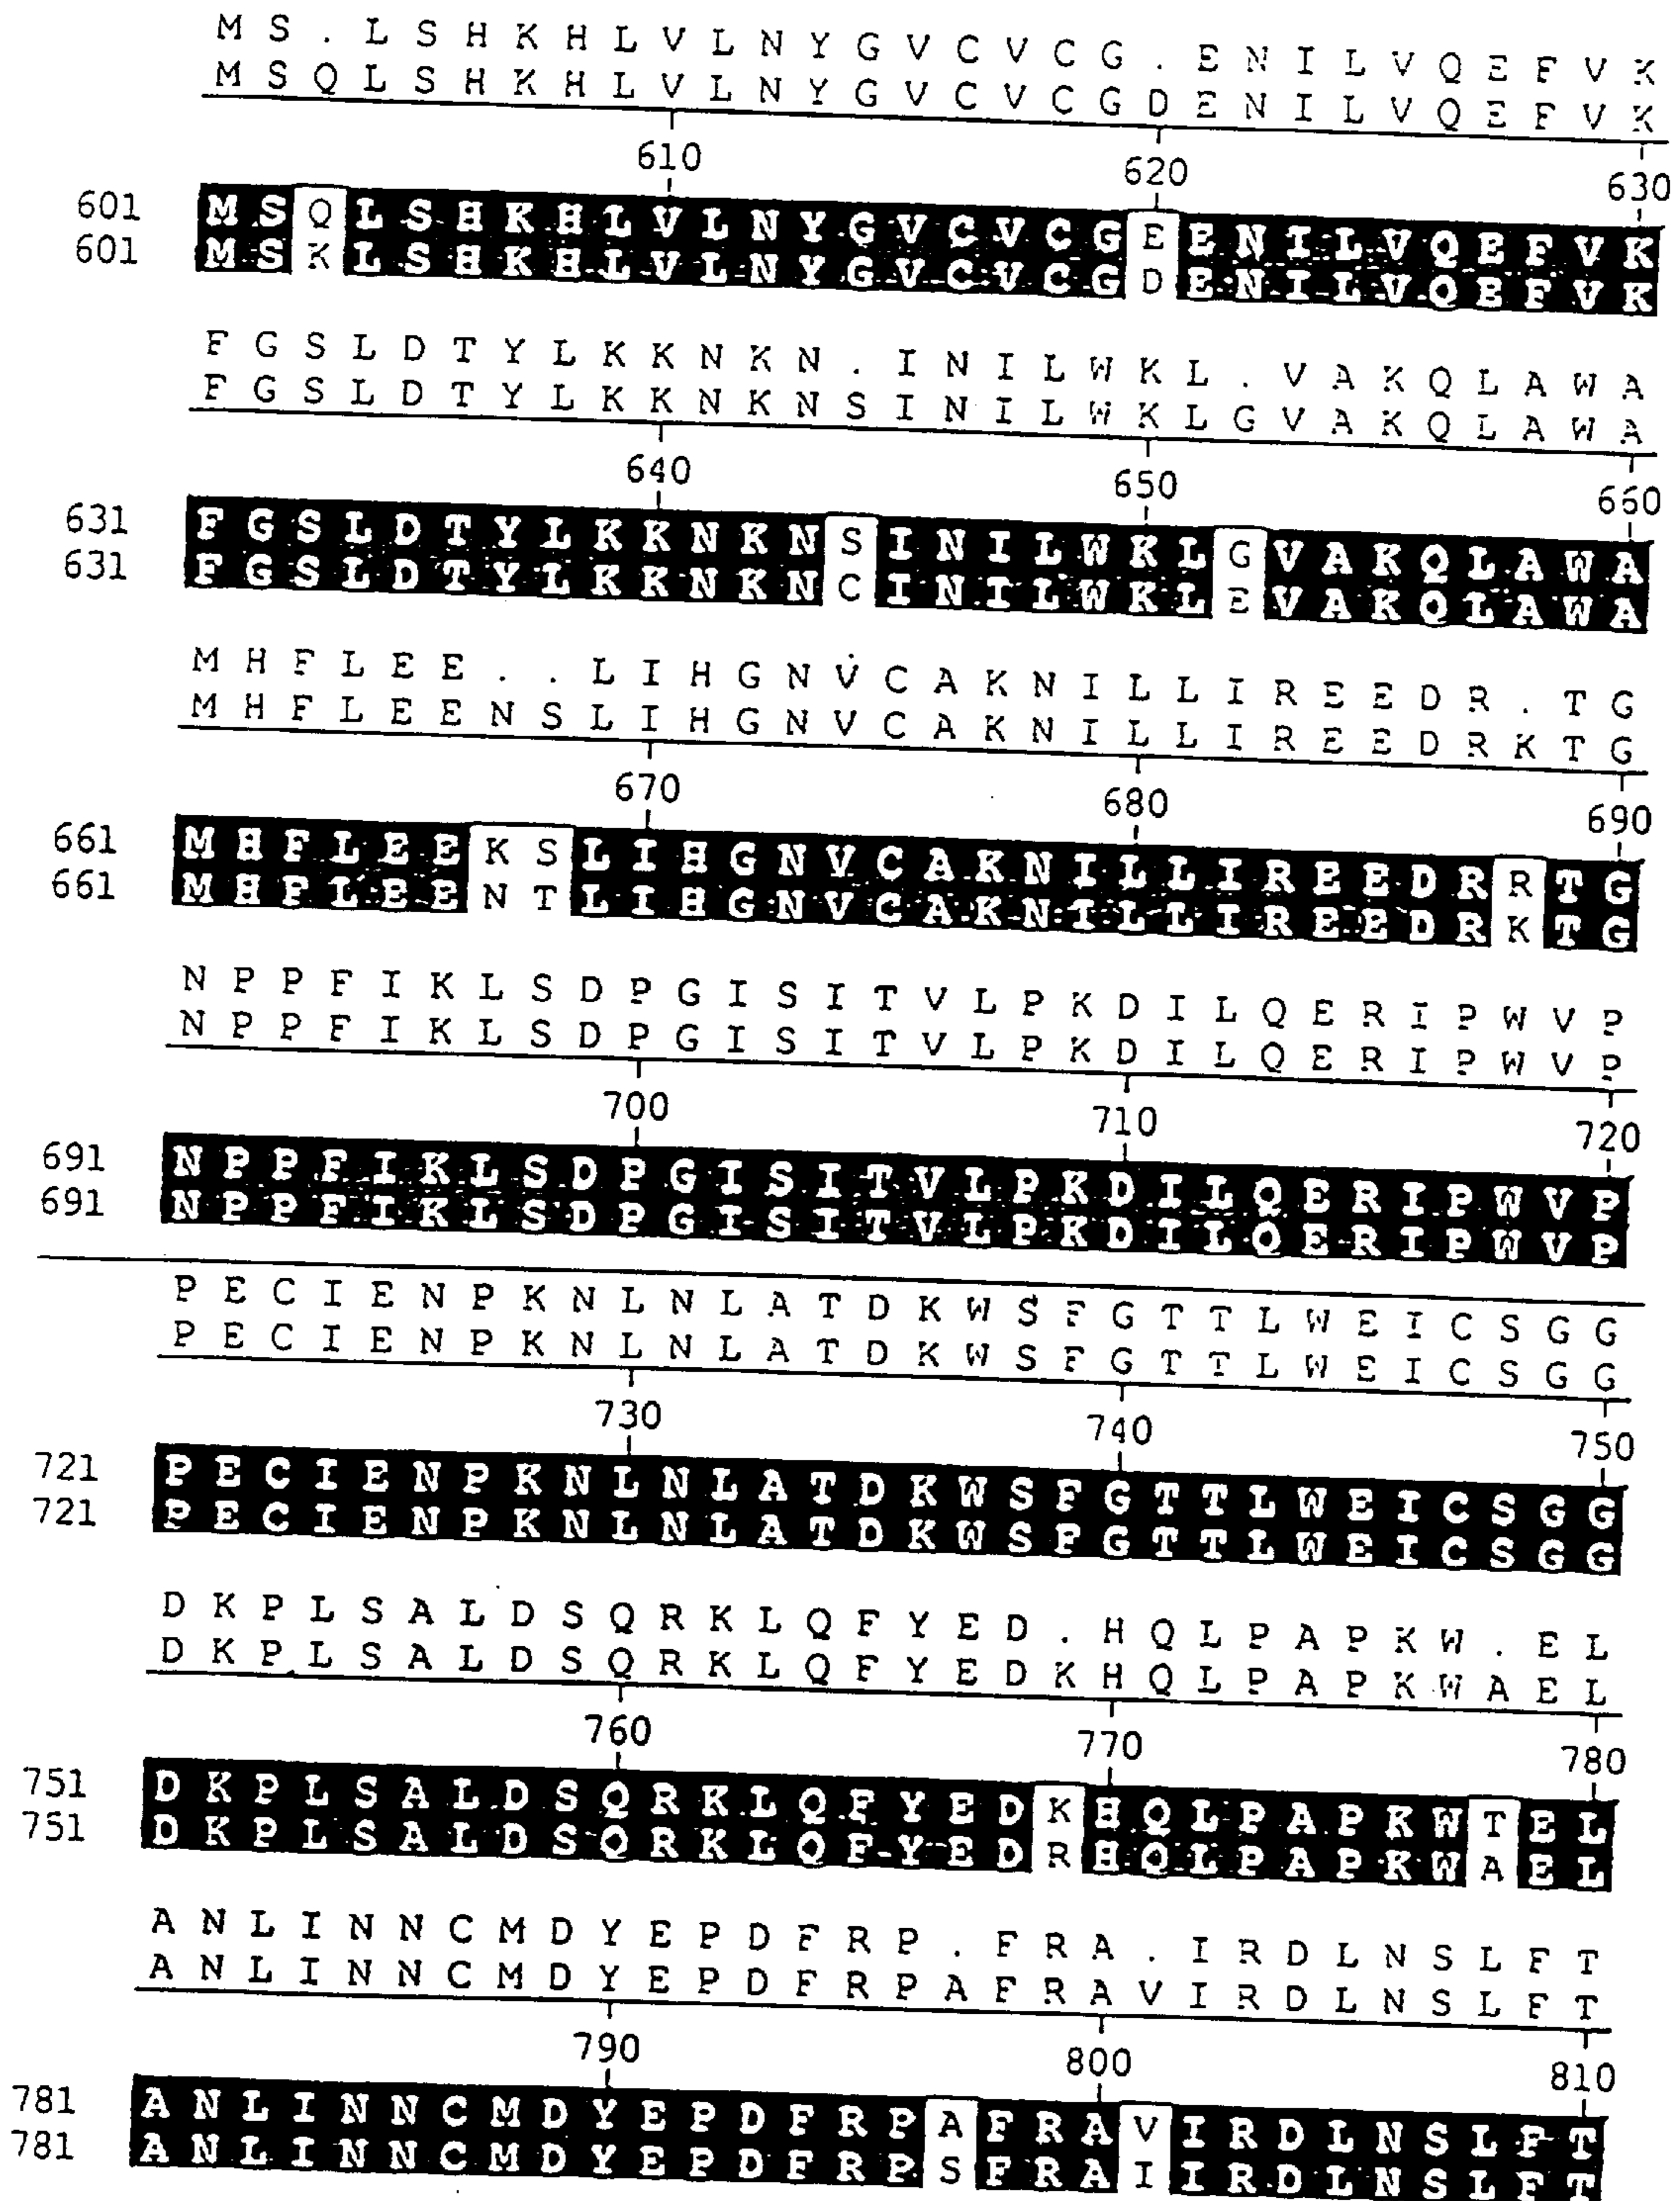 M S . L S H K H L V L N Y G V C V C G . E N I L V Q E F V K
M S Q L S H K H L V L N Y G V C V C G D E N I L V Q E F V K
610 620 630
601 M S Q L S H K H L V L N Y G V C V C G E E N I L V Q E F V K
601 M S K L S H K H L V L N Y G V C V C G D E N I L V Q E F V K
F G S L D T Y L K K N K N . I N I L W K L . V A K Q L A W A
F G S L D T Y L K K N K N S I N I L W K L G V A K Q L A W A
640 650 660
631 F G S L D T Y L K K N K N S I N I L W K L G V A K Q L A W A
631 F G S L D T Y L K K N K N C I N I L W K L E V A K Q L A W A
M H F L E E . . L I H G N V C A K N I L L I R E E D R . T G
M H F L E E N S L I H G N V C A K N I L L I R E E D R K T G
670 680 690
661 M H F L E E K S L I H G N V C A K N I L L I R E E D R R T G
661 M H F L E E N T L I H G N V C A K N I L L I R E E D R K T G
N P P F I K L S D P G I S I T V L P K D I L Q E R I P W V P
N P P F I K L S D P G I S I T V L P K D I L Q E R I P W V P
700 710 720
691 N P P F I K L S D P G I S I T V L P K D I L Q E R I P W V P
691 N P P F I K L S D P G I S I T V L P K D I L Q E R I P W V P
P E C I E N P K N L N L A T D K W S F G T T L W E I C S G G
P E C I E N P K N L N L A T D K W S F G T T L W E I C S G G
730 740 750
721 P E C I E N P K N L N L A T D K W S F G T T L W E I C S G G
721 P E C I E N P K N L N L A T D K W S F G T T L W E I C S G G
D K P L S A L D S Q R K L Q F Y E D . H Q L P A P K W . E L
D K P L S A L D S Q R K L Q F Y E D K H Q L P A P K W A E L
760 770 780
751 D K P L S A L D S Q R K L Q F Y E D K H Q L P A P K W T E L
751 D K P L S A L D S Q R K L Q F Y E D R H Q L P A P K W A E L
A N L I N N C M D Y E P D F R P . F R A . I R D L N S L F T
A N L I N N C M D Y E P D F R P A F R A V I R D L N S L F T
790 800 810
781 A N L I N N C M D Y E P D F R P A F R A V I R D L N S L F T
781 A N L I N N C M D Y E P D F R P S F R A I I R D L N S L F T